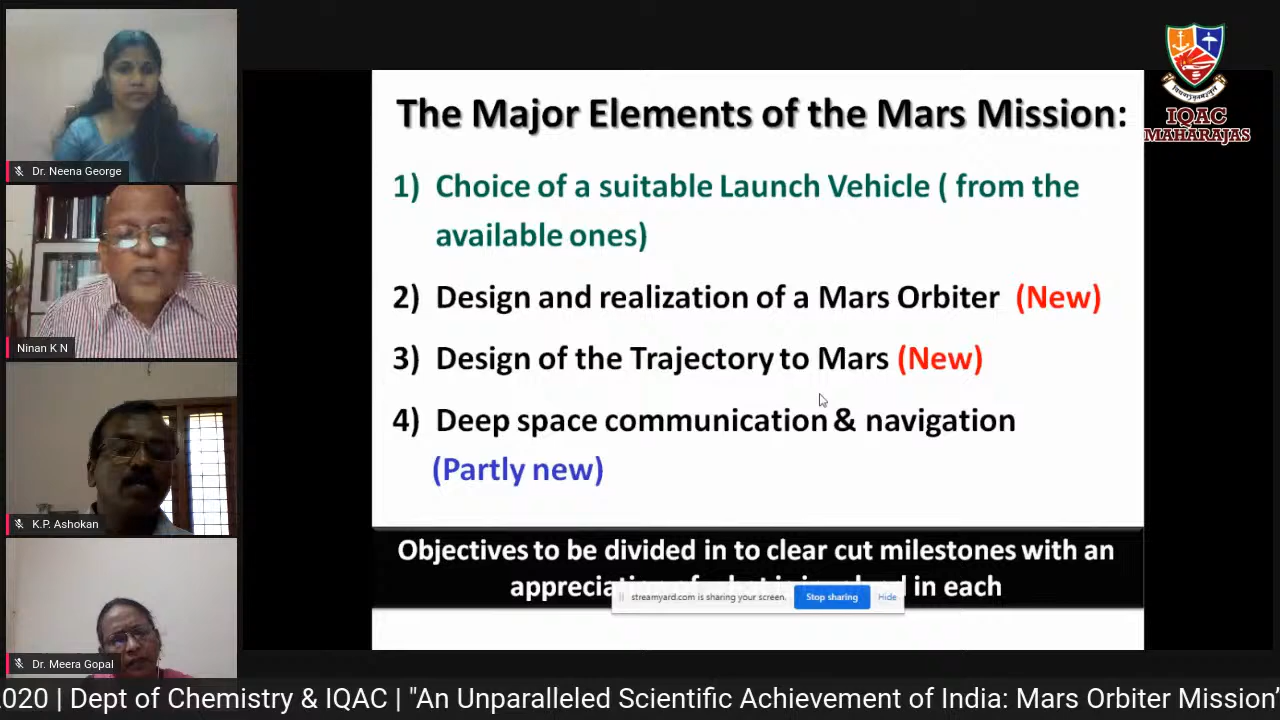 Dr. Neena George
Ninan K N
K.P. Ashokan
Dr. Meera Gopal
IQAC
MAHARAJAS
The Major Elements of the Mars Mission:
1) Choice of a suitable Launch Vehicle ( from the
available ones)
2) Design and realization of a Mars Orbiter (New)
3) Design of the Trajectory to Mars (New)
4) Deep space communication & navigation
(Partly new)
Objectives to be divided in to clear cut milestones with an
in each
streamyard.com is sharing your screen. Stop sharing Hide
2020 | Dept of Chemistry & IQAC | "An Unparalleled Scientific Achievement of India: Mars Orbiter Mission"